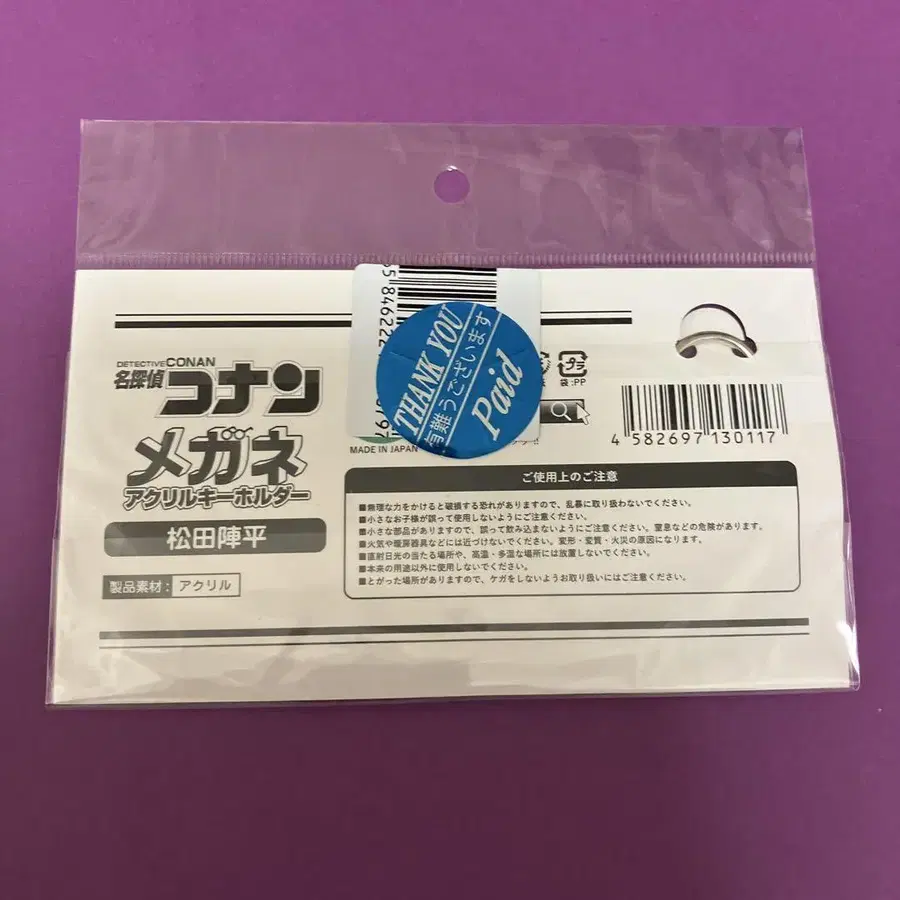 DETECTIVE CONAN
名探偵
コナン
メガネ
アクリルキーホルダー
松田陣平
製品素材： アクリル
THANK YOU
有難うございます
Paid
MADE IN JAPAN
プラ
袋:PP
4 582697 130117
ご使用上のご注意
■無理な力をかけると破損する恐れがありますので、乱暴に取り扱わないでください。
■小さなお子様が誤って使用しないようにご注意ください。
■小さな部品がありますので、誤って飲み込まないようにご注意ください。窒息などの危険があります。
■火気や暖房器具などには近づけないでください。変形・変質・火災の原因になります。
■直射日光の当たる場所や、高温・多湿な場所には放置しないでください。
■本来の用途以外に使用しないでください。
■とがった場所がありますので、ケガをしないようお取り扱いにはご注意ください。